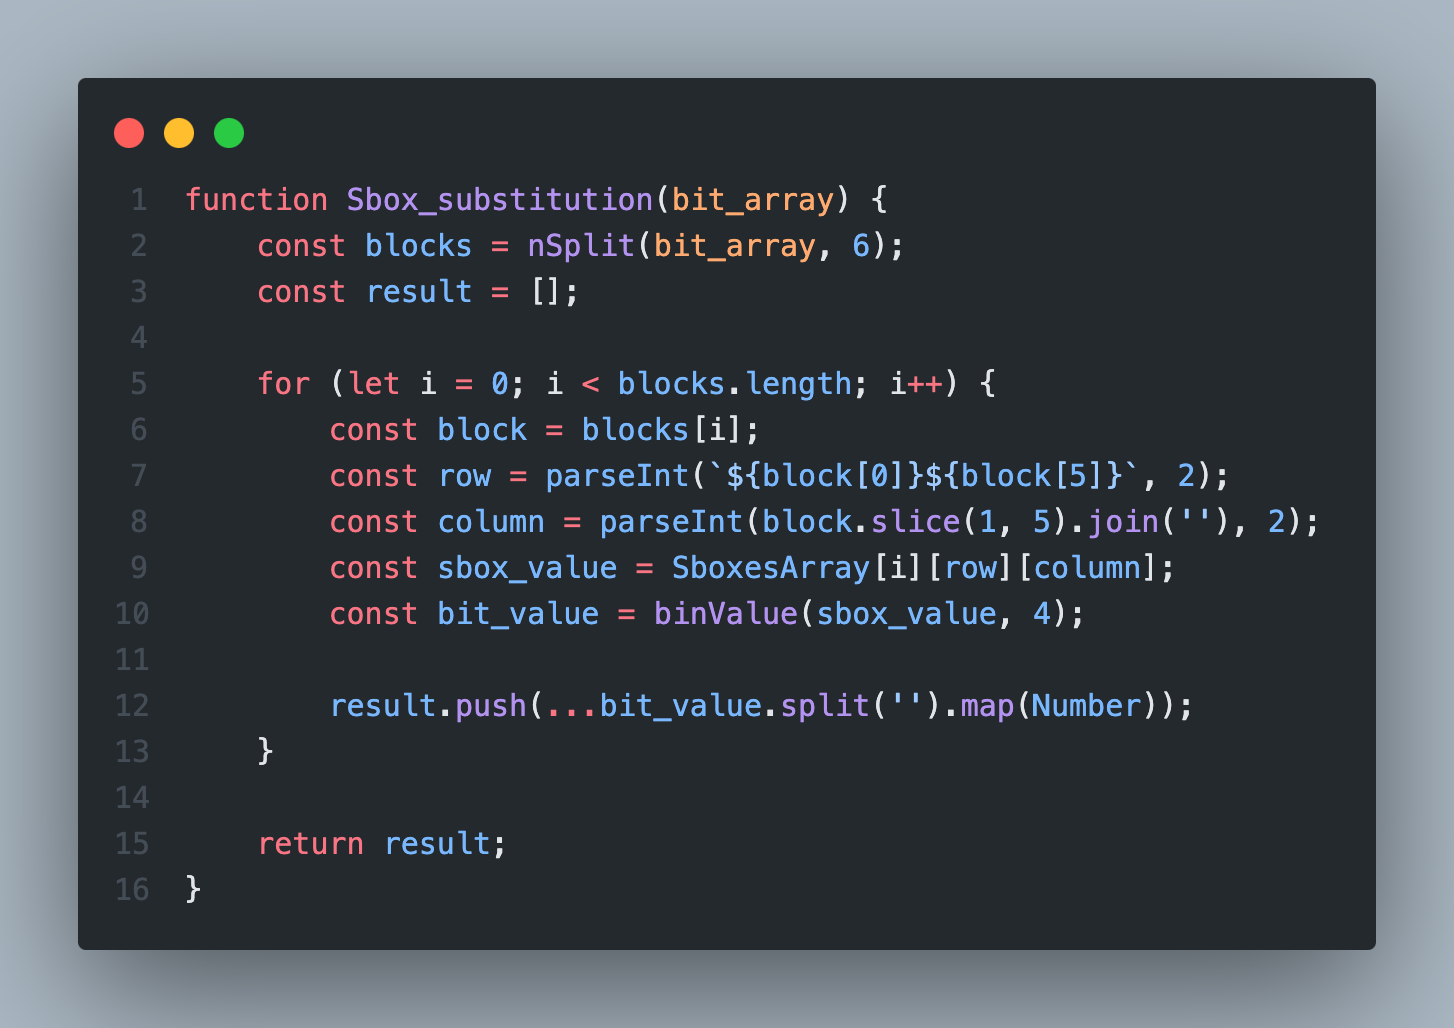 1 function Sbox_substitution(bit_array) {
2     const blocks = nSplit(bit_array, 6);
3     const result = [];
4
5     for (let i = 0; i < blocks.length; i++) {
6         const block = blocks[i];
7         const row = parseInt(`${block[0]}${block[5]}`, 2);
8         const column = parseInt(block.slice(1, 5).join(''), 2);
9         const sbox_value = SboxesArray[i][row][column];
10         const bit_value = binValue(sbox_value, 4);
11
12         result.push(...bit_value.split('').map(Number));
13     }
14
15     return result;
16 }